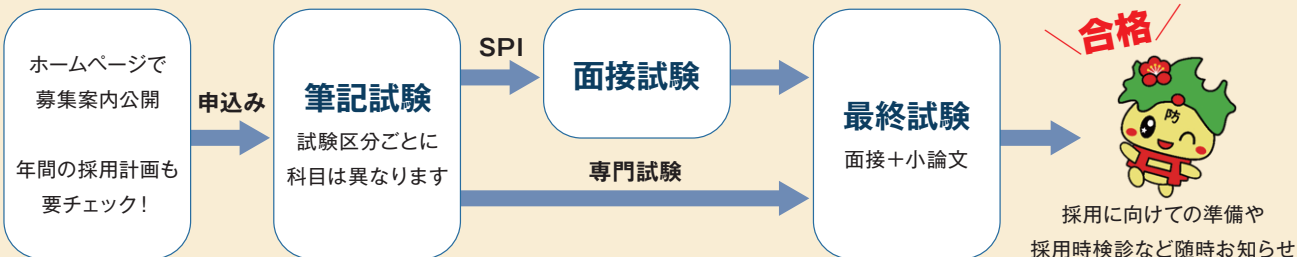 ホームページで
募集案内公開
年間の採用計画も
要チェック!
申込み
筆記試験
試験区分ごとに
科目は異なります
SPI
面接試験
専門試験
最終試験
面接+小論文
合格
防
採用に向けての準備や
採用時検診など随時お知らせ